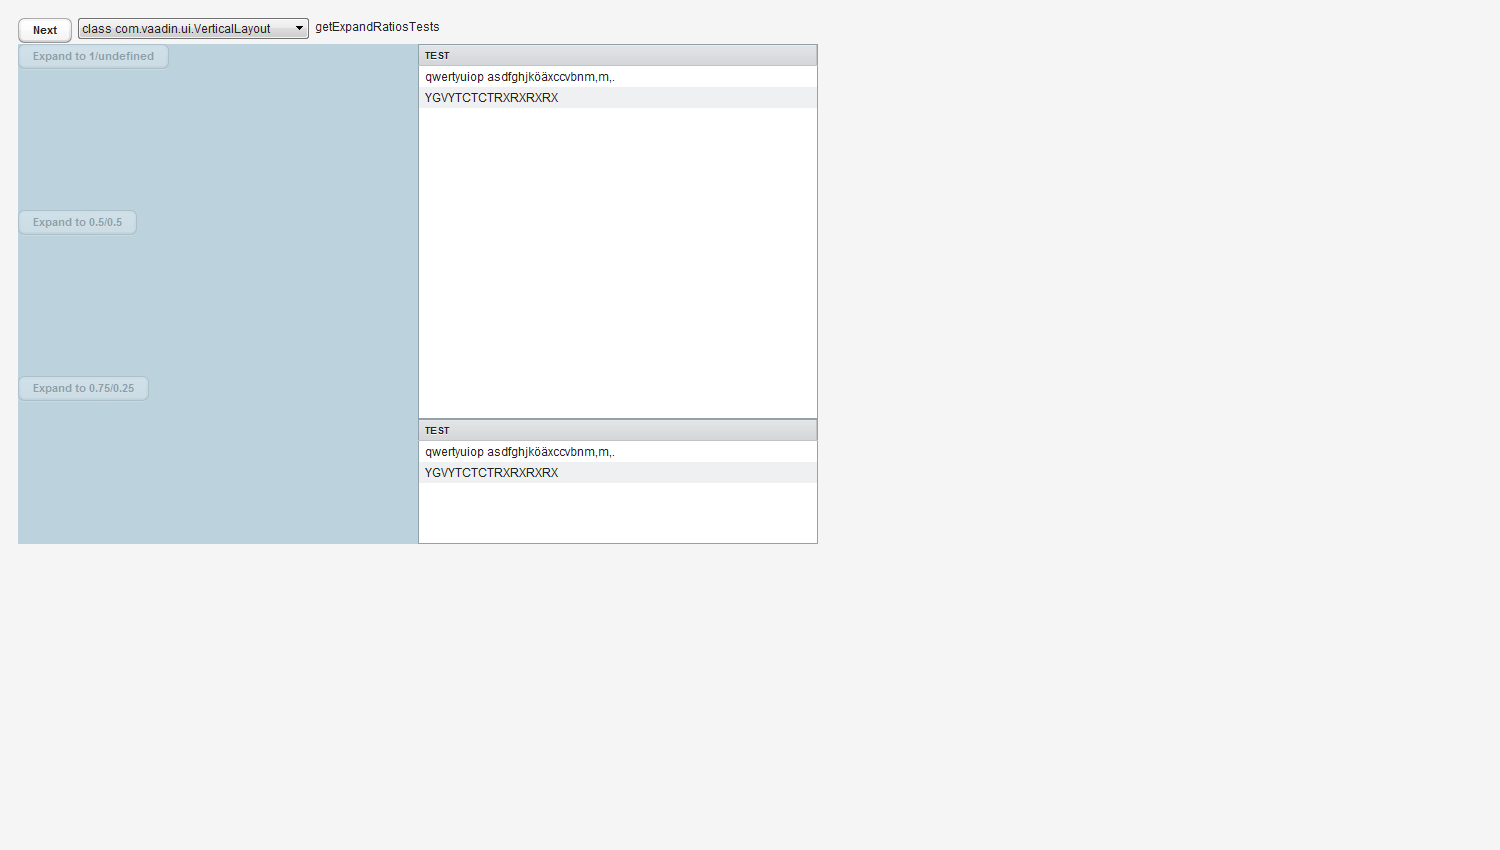 Next
class com.vaadin.ui.VerticalLayout
getExpandRatiosTests
Expand to 1/undefined
Expand to 0.5/0.5
Expand to 0.75/0.25
TEST
qwertyuiop asdfghjköäxccvbnm,m,.
YGVYTCTCTRXRXRXRX
TEST
qwertyuiop asdfghjköäxccvbnm,m,.
YGVYTCTCTRXRXRXRX